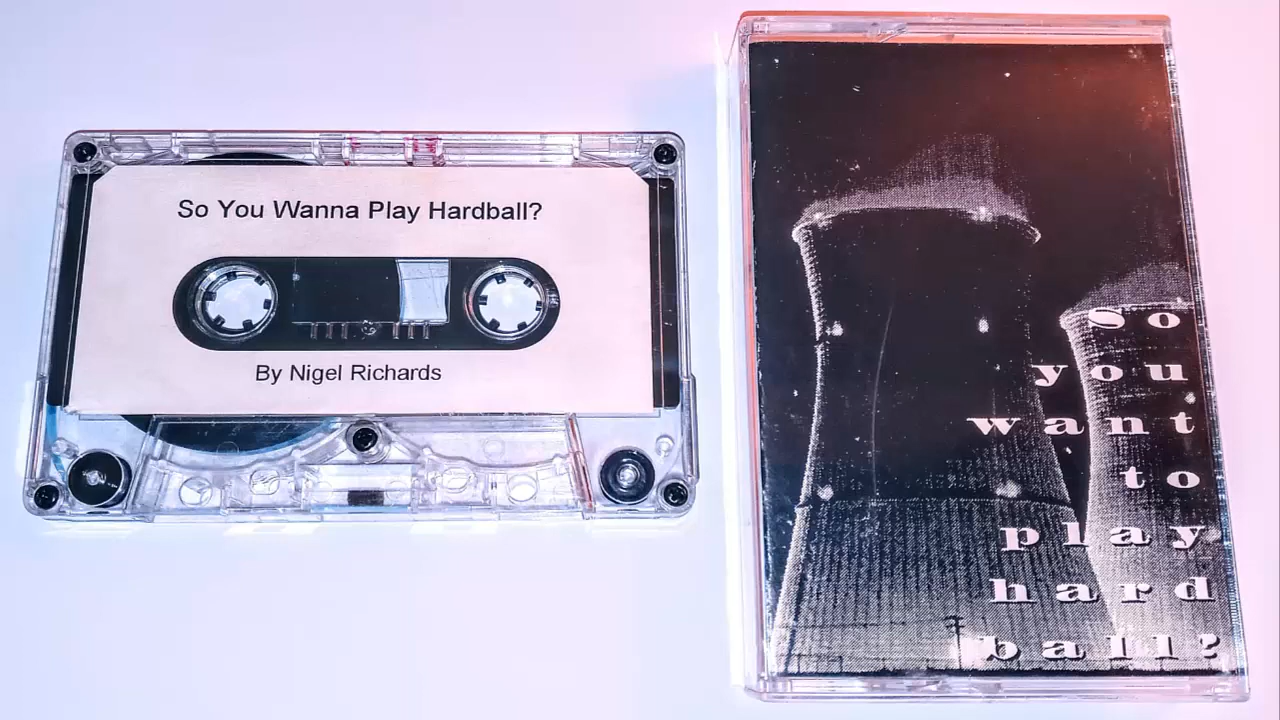 So You Wanna Play Hardball?
By Nigel Richards
So
you
want
to
play
hard
ball?